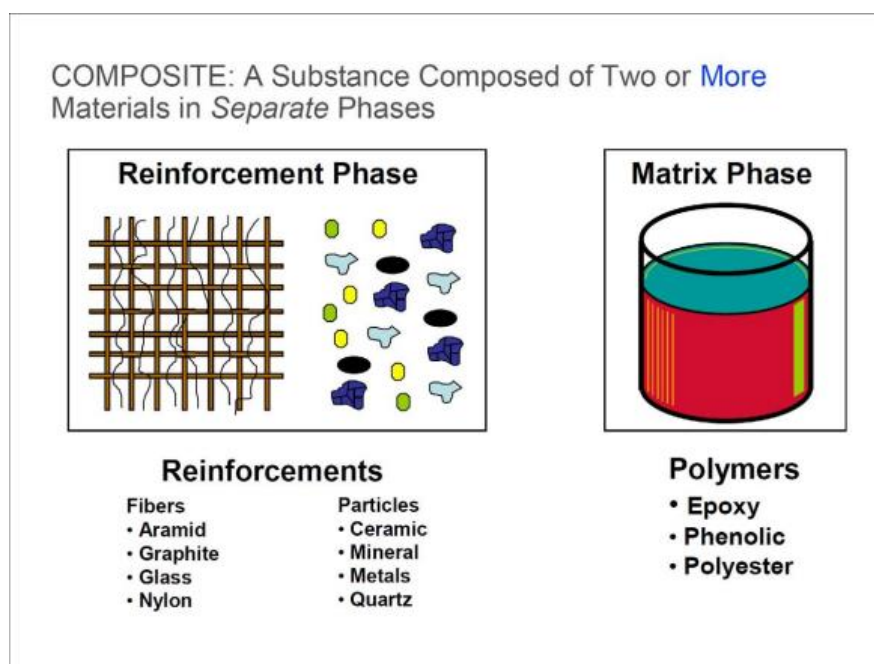 COMPOSITE: A Substance Composed of Two or More
Materials in Separate Phases
Reinforcement Phase
Matrix Phase
Reinforcements
Fibers
• Aramid
• Graphite
• Glass
• Nylon
Particles
• Ceramic
• Mineral
• Metals
• Quartz
Polymers
• Epoxy
• Phenolic
• Polyester